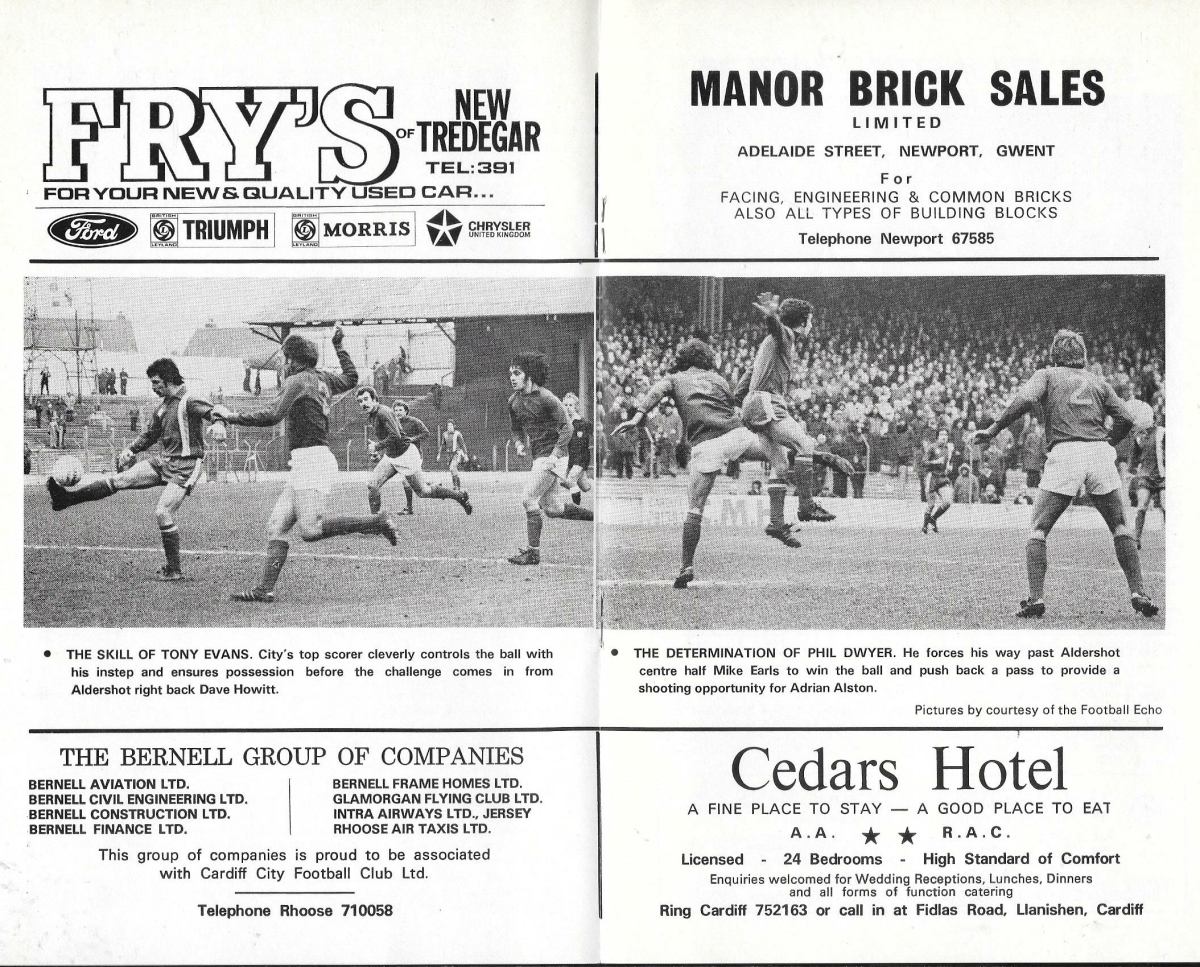 FRY'S OF NEW TREDEGAR
TEL: 391
FOR YOUR NEW & QUALITY USED CAR...
Ford
BRITISH LEYLAND
TRIUMPH
BRITISH LEYLAND
MORRIS
CHRYSLER
UNITED KINGDOM
MANOR BRICK SALES
LIMITED
ADELAIDE STREET, NEWPORT, GWENT
For
FACING, ENGINEERING & COMMON BRICKS
ALSO ALL TYPES OF BUILDING BLOCKS
Telephone Newport 67585
2
H.W.
• THE SKILL OF TONY EVANS. City's top scorer cleverly controls the ball with
his instep and ensures possession before the challenge comes in from
Aldershot right back Dave Howitt.
• THE DETERMINATION OF PHIL DWYER. He forces his way past Aldershot
centre half Mike Earls to win the ball and push back a pass to provide a
shooting opportunity for Adrian Alston.
Pictures by courtesy of the Football Echo
THE BERNELL GROUP OF COMPANIES
BERNELL AVIATION LTD.
BERNELL CIVIL ENGINEERING LTD.
BERNELL CONSTRUCTION LTD.
BERNELL FINANCE LTD.
BERNELL FRAME HOMES LTD.
GLAMORGAN FLYING CLUB LTD.
INTRA AIRWAYS LTD., JERSEY
RHOOSE AIR TAXIS LTD.
This group of companies is proud to be associated
with Cardiff City Football Club Ltd.
Telephone Rhoose 710058
Cedars Hotel
A FINE PLACE TO STAY — A GOOD PLACE TO EAT
A.A. ★ ★ R.A.C.
Licensed - 24 Bedrooms - High Standard of Comfort
Enquiries welcomed for Wedding Receptions, Lunches, Dinners
and all forms of function catering
Ring Cardiff 752163 or call in at Fidlas Road, Llanishen, Cardiff